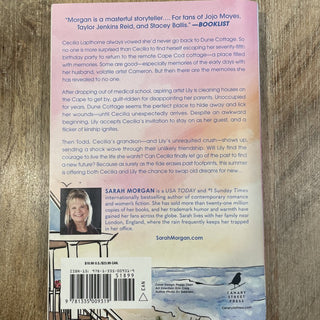 "Morgan is a masterful storyteller.... For fans of Jojo Moyes,
Taylor Jenkins Reid, and Stacey Ballis." —BOOKLIST
Cecilia Lapthorne always vowed she'd never go back to Dune Cottage. So
no one is more surprised than Cecilia to find herself escaping her seventy-fifth
birthday party to return to the remote Cape Cod cottage—a place filled
with memories. Some are good—especially memories of the early days with
her husband, volatile artist Cameron. But then there are the memories she
has revealed to no one.
After dropping out of medical school, aspiring artist Lily is cleaning houses on
the Cape to get by, guilt-ridden for disappointing her parents. Unoccupied
for years, Dune Cottage seems the perfect place to hide away and lick
her wounds—until Cecilia unexpectedly arrives. Despite an awkward
beginning, Lily accepts Cecilia's invitation to stay on as her guest, and a
flicker of kinship ignites.
Then Todd, Cecilia's grandson—and Lily's unrequited crush—shows up,
sending a shock wave through their unlikely friendship. Will Lily find the
courage to live the life she wants? Can Cecilia finally let go of the past to find
a new future? Because as surely as the tide erases past footprints, this summer
is offering both Cecilia and Lily the chance to swap old dreams for new...
SARAH MORGAN is a USA TODAY and #1 Sunday Times
international bestselling author of contemporary romance
and women's fiction. She has sold more than twenty-one million
copies of her books, and her trademark humor and warmth have
gained her fans across the globe. Sarah lives with her family near
London, England, where the rain frequently keeps her trapped
in her office.
SarahMorgan.com
$18.99 U.S./$23.99 CAN.
ISBN-13: 978-1-335-00931-9
51899
9 781335 009319
CAN
CANARY
STREET
PRESS